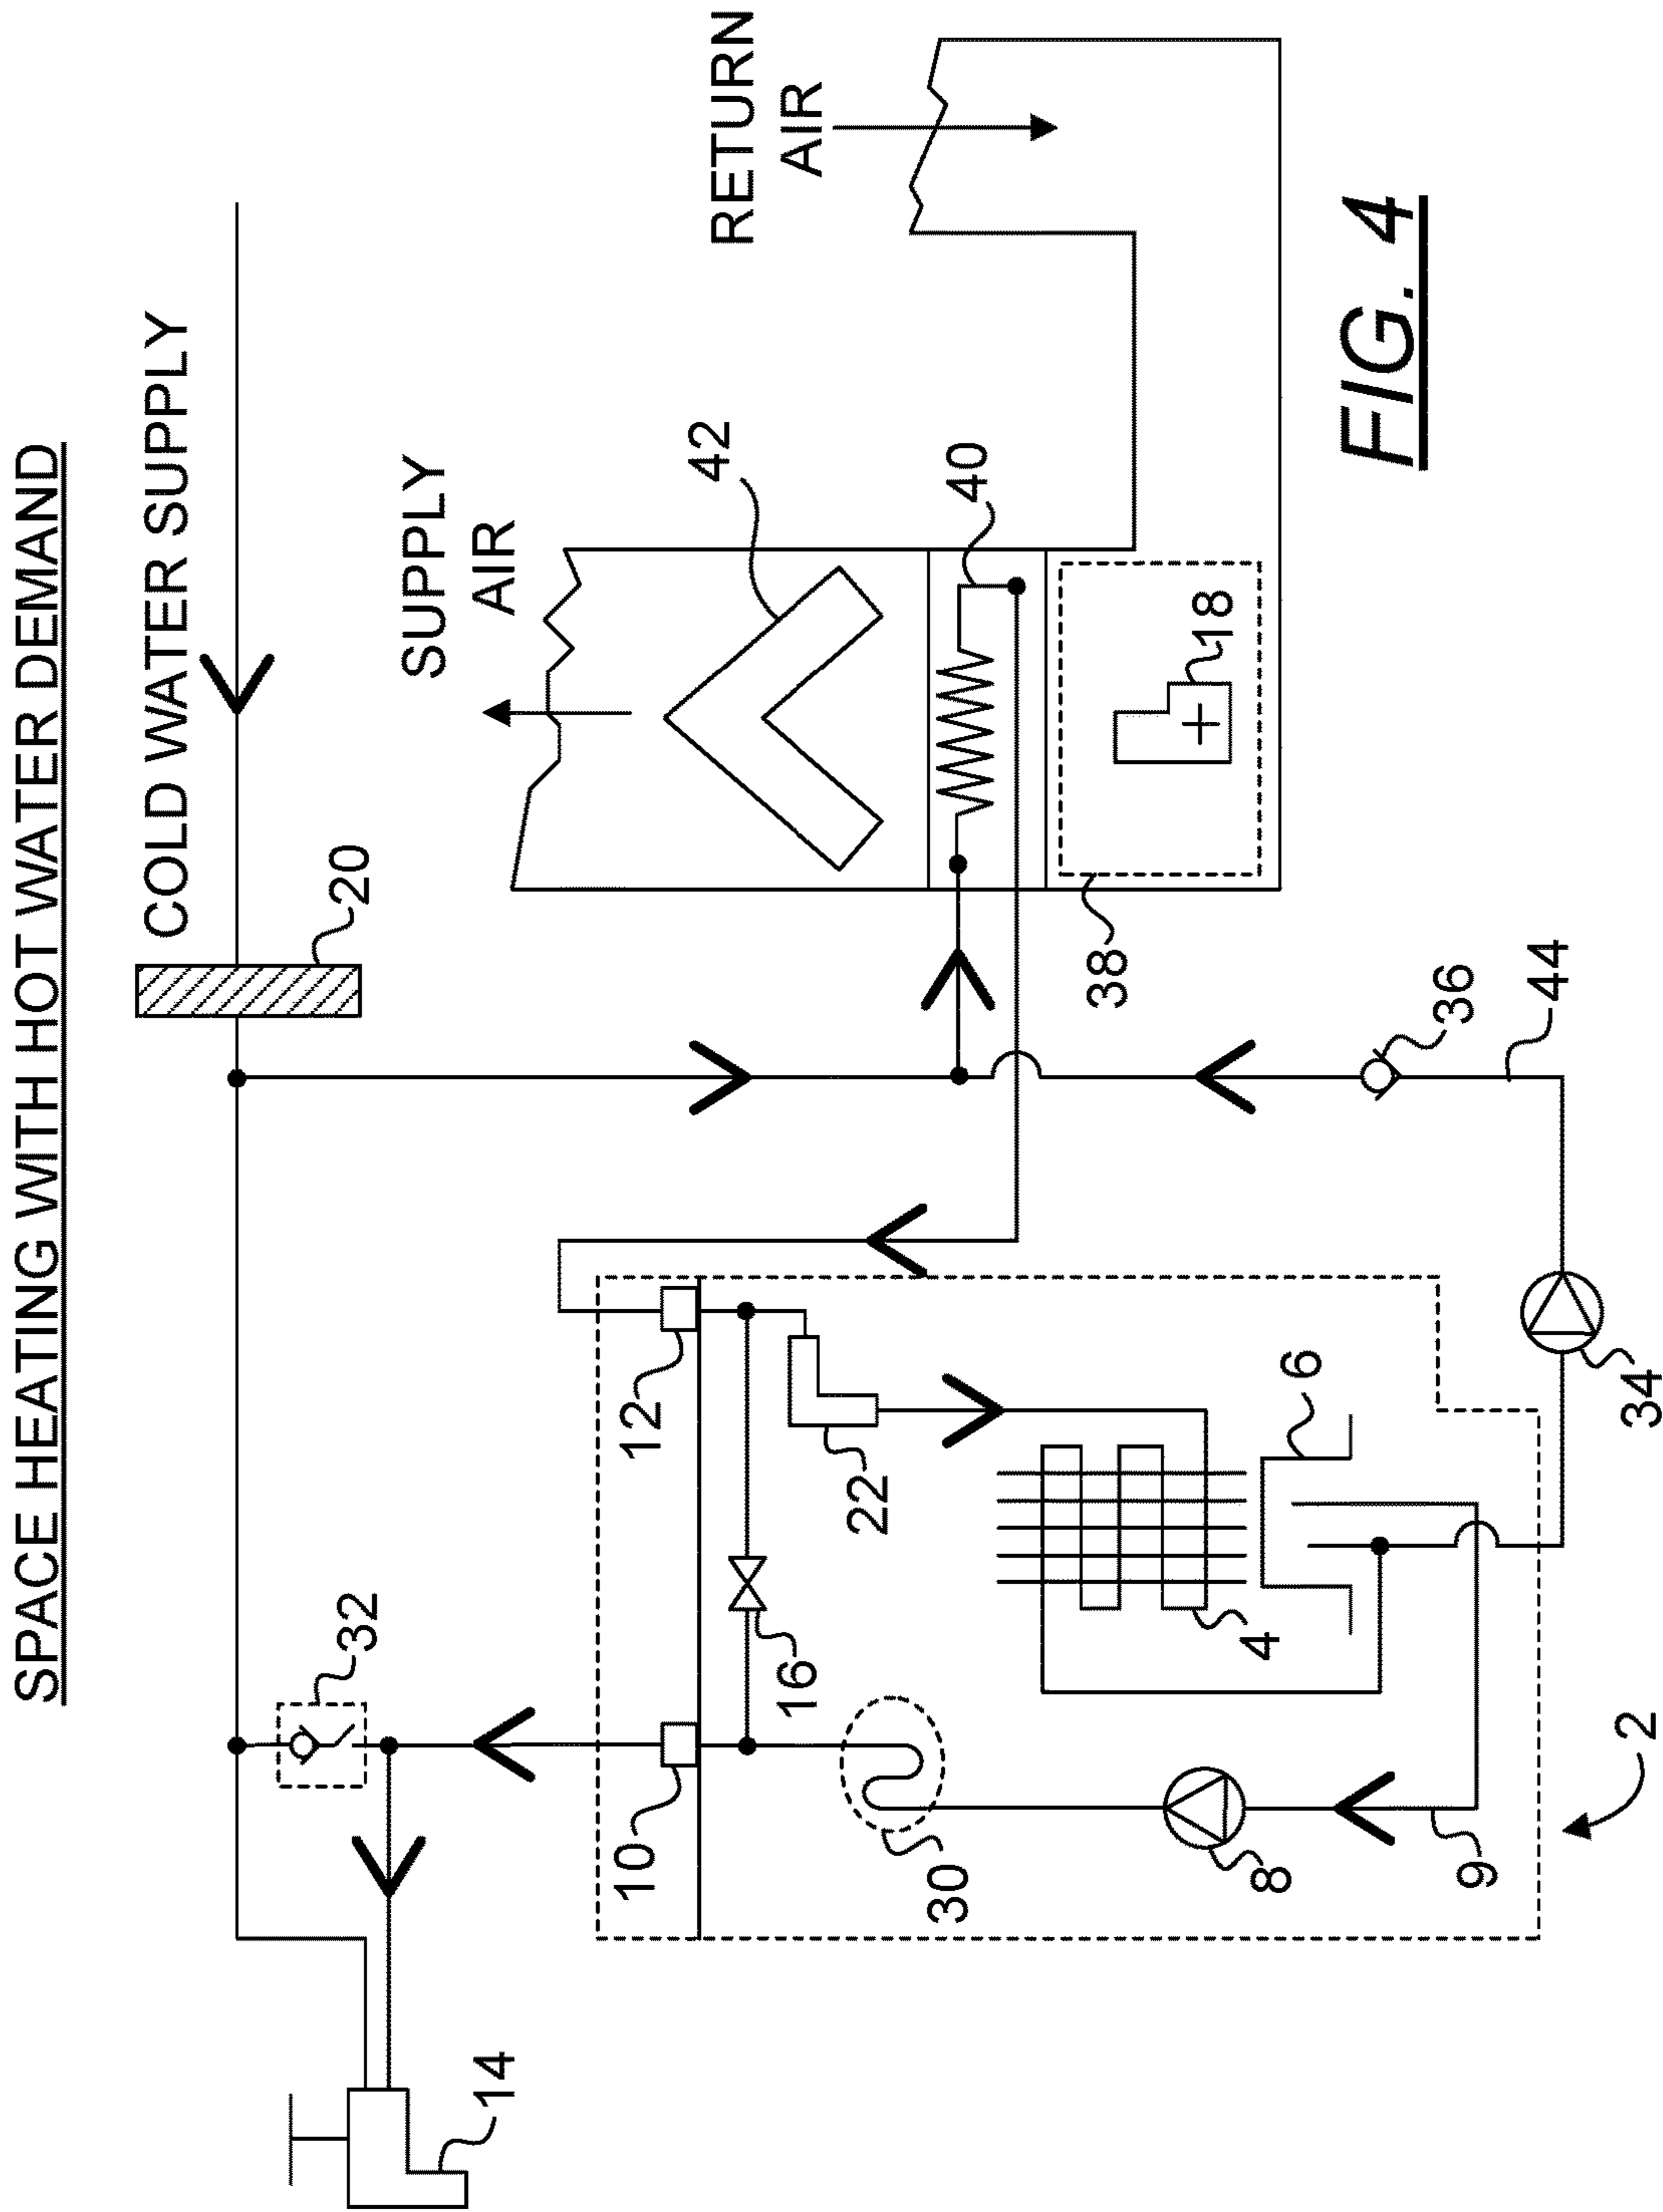 SPACE HEATING WITH HOT WATER DEMAND
COLD WATER SUPPLY
20
32
14
SUPPLY
AIR
42
RETURN
AIR
10
12
16
22
30
40
38
18
4
6
8
9
36
44
34
2
FIG. 4